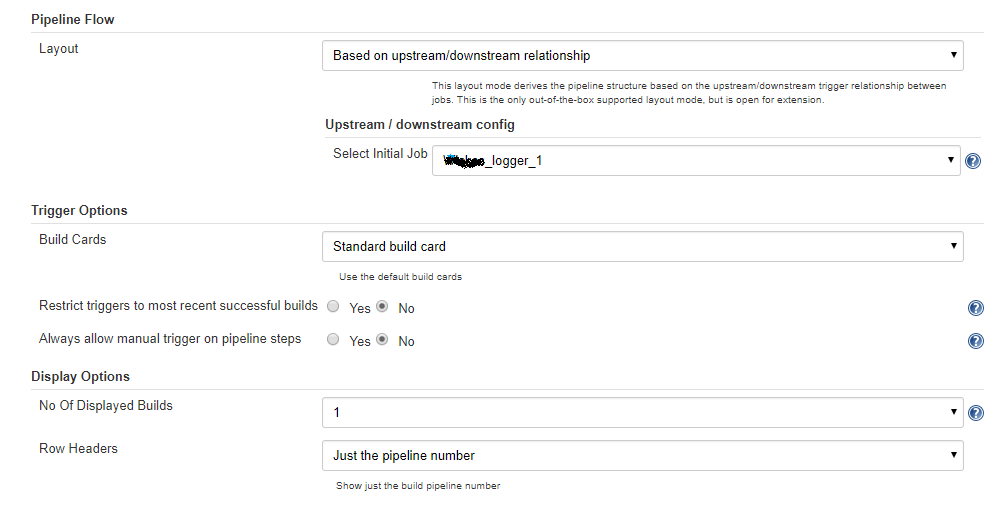 Pipeline Flow
Layout
Based on upstream/downstream relationship
This layout mode derives the pipeline structure based on the upstream/downstream trigger relationship between
jobs. This is the only out-of-the-box supported layout mode, but is open for extension.
Upstream / downstream config
Select Initial Job
_logger_1
Trigger Options
Build Cards
Standard build card
Use the default build cards
Restrict triggers to most recent successful builds Yes No
Always allow manual trigger on pipeline steps Yes No
Display Options
No Of Displayed Builds
1
Row Headers
Just the pipeline number
Show just the build pipeline number